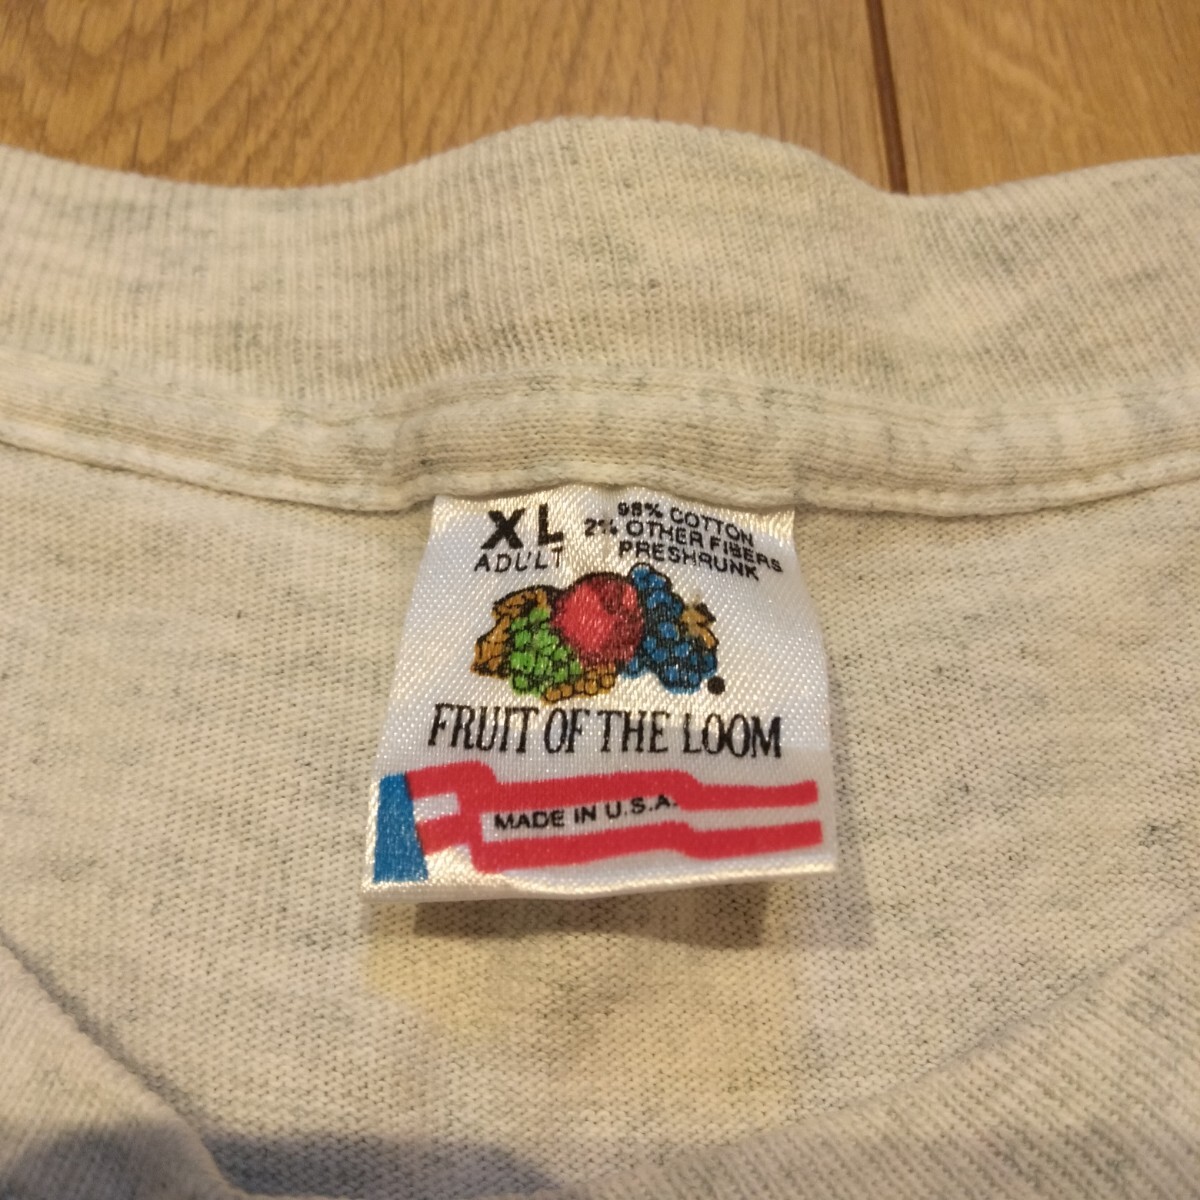 XL
ADULT
98% COTTON
2% OTHER FIBERS
PRESHRUNK
FRUIT OF THE LOOM
MADE IN U.S.A.